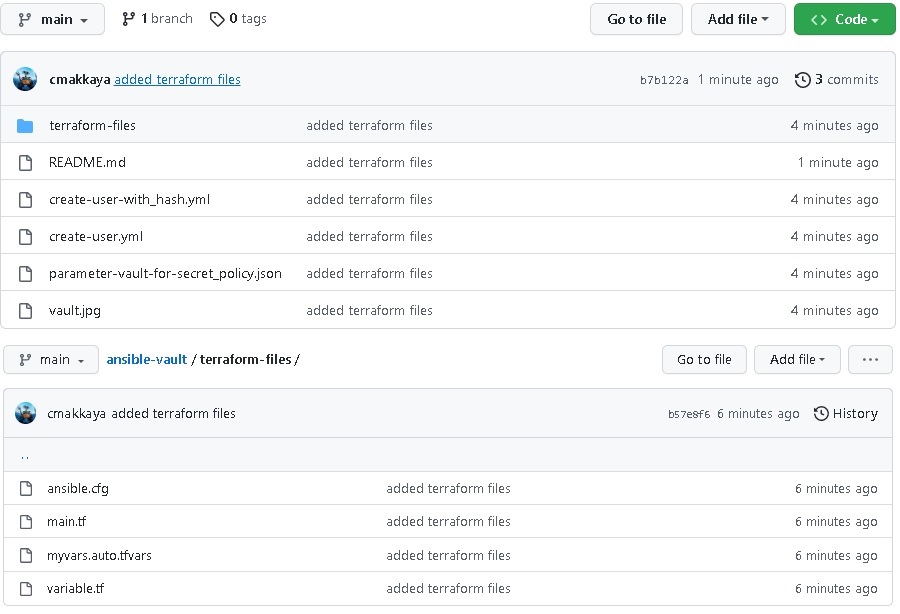 main 1 branch 0 tags Go to file Add file Code
cmakkaya added terraform files b7b122a 1 minute ago 3 commits
terraform-files added terraform files 4 minutes ago
README.md added terraform files 1 minute ago
create-user-with_hash.yml added terraform files 4 minutes ago
create-user.yml added terraform files 4 minutes ago
parameter-vault-for-secret_policy.json added terraform files 4 minutes ago
vault.jpg added terraform files 4 minutes ago
main ansible-vault / terraform-files / Go to file Add file ...
cmakkaya added terraform files b57e8f6 6 minutes ago History
..
ansible.cfg added terraform files 6 minutes ago
main.tf added terraform files 6 minutes ago
myvars.auto.tfvars added terraform files 6 minutes ago
variable.tf added terraform files 6 minutes ago